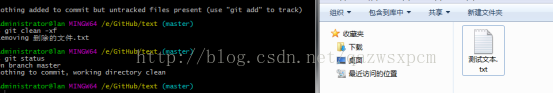 othing added to commit but untracked files present (use "git add" to track)
administrator@lan MINGW64 /e/GitHub/text (master)
git clean -xf
emoving 删除的文件.txt
administrator@lan MINGW64 /e/GitHub/text (master)
git status
n branch master
othing to commit, working directory clean
administrator@lan MINGW64 /e/GitHub/text (master)
组织 包含到库中 共享 新建文件夹
收藏夹
下载
桌面
最近访问的位置
测试文本.
txt
http://blog.csdn.net/qazwsxpcm